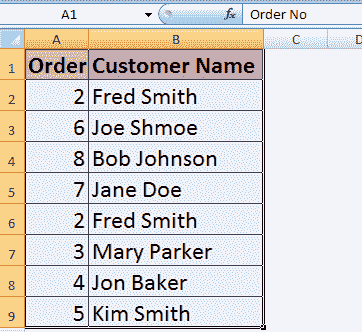 A1 fx Order No
A B C D
1 Order Customer Name
2 2 Fred Smith
3 6 Joe Shmoe
4 8 Bob Johnson
5 7 Jane Doe
6 2 Fred Smith
7 3 Mary Parker
8 4 Jon Baker
9 5 Kim Smith